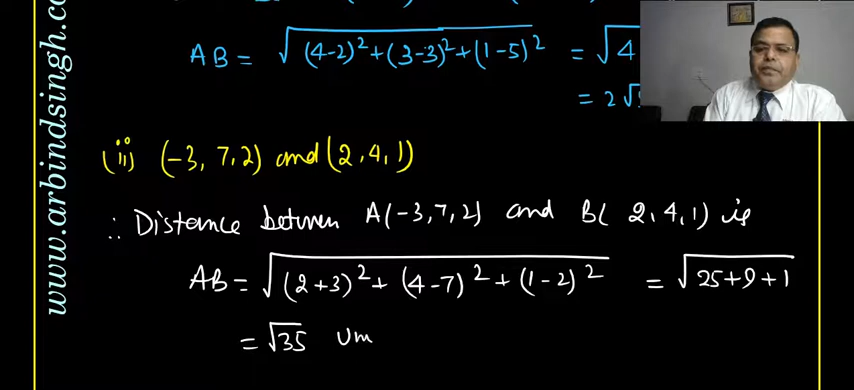 AB = √(4-2)² + (3-3)² + (1-5)² = √4
= 2√
(ii) (-3, 7, 2) and (2, 4, 1)
∴ Distance between A(-3, 7, 2) and B( 2, 4, 1) is
AB = √(2+3)² + (4-7)² + (1-2)² = √25+9+1
= √35 Un
www.arbindsingh.co